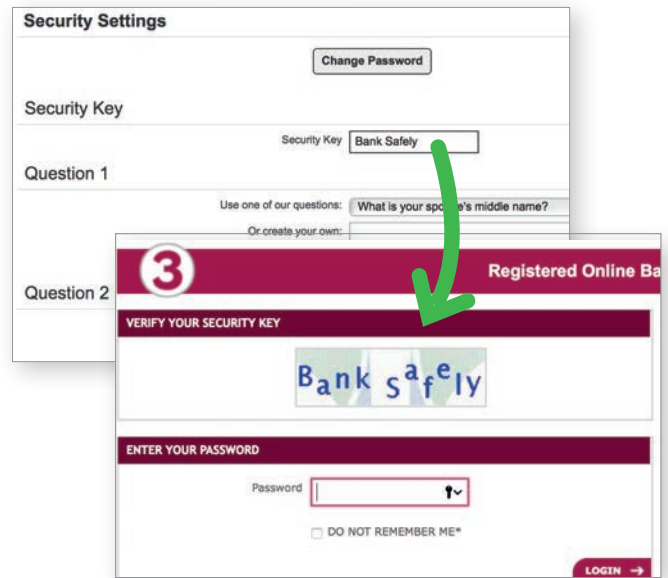 Security Settings
Change Password
Security Key
Security Key Bank Safely
Question 1
Use one of our questions: What is your spouse's middle name?
Or create your own:
Question 2
3 Registered Online Ba
VERIFY YOUR SECURITY KEY
Bank safely
ENTER YOUR PASSWORD
Password
DO NOT REMEMBER ME*
LOGIN →